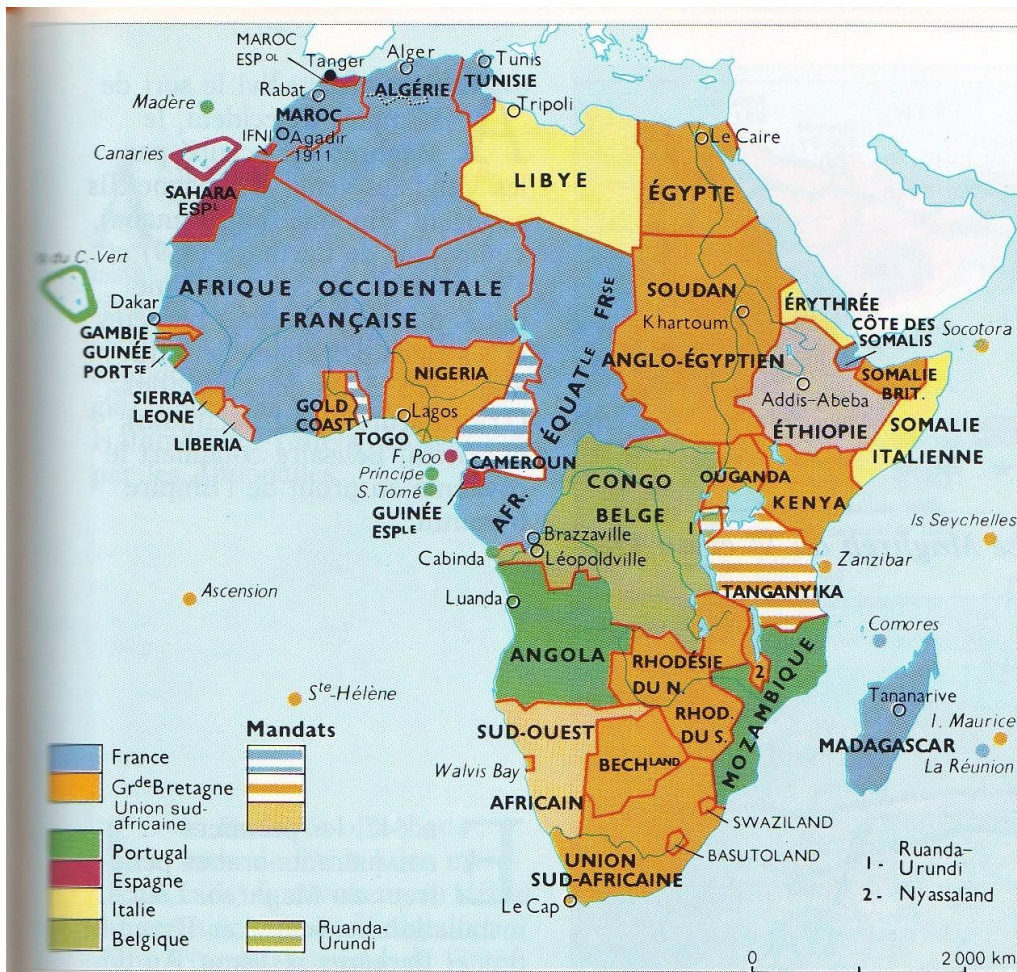 MAROC
ESP OL
Tanger
Alger
Tunis
Rabat
ALGÉRIE
TUNISIE
Madère
MAROC
Tripoli
IFNI
Agadir
1911
Le Caire
Canaries
SAHARA
ESP L
LIBYE
ÉGYPTE
du C.-Vert
AFRIQUE OCCIDENTALE
FRANÇAISE
Dakar
GAMBIE
GUINÉE
PORT SE
SIERRA
LEONE
LIBERIA
GOLD
COAST
TOGO
NIGERIA
Lagos
AFR. ÉQUAT LE FR SE
SOUDAN
Khartoum
ANGLO-ÉGYPTIEN
ÉRYTHRÉE
CÔTE DES
SOMALIS
Socotora
SOMALIE
BRIT.
Addis-Abeba
ÉTHIOPIE
SOMALIE
ITALIENNE
F. Poo
CAMEROUN
Principe
S. Tomé
GUINÉE
ESP LE
CONGO
BELGE
OUGANDA
KENYA
1
Is Seychelles
Brazzaville
Léopoldville
Cabinda
Zanzibar
TANGANYIKA
Ascension
Luanda
Comores
ANGOLA
RHODÉSIE
DU N.
2
MOZAMBIQUE
Ste-Hélène
RHOD.
DU S.
Tananarive
I. Maurice
MADAGASCAR
La Réunion
SUD-OUEST
AFRICAIN
Walvis Bay
BECH LAND
SWAZILAND
BASUTOLAND
UNION
SUD-AFRICAINE
Le Cap
Mandats
France
Gr de Bretagne
Union sud-
africaine
Portugal
Espagne
Italie
Belgique
Ruanda-
Urundi
1 - Ruanda-
Urundi
2 - Nyassaland
0 2 000 km